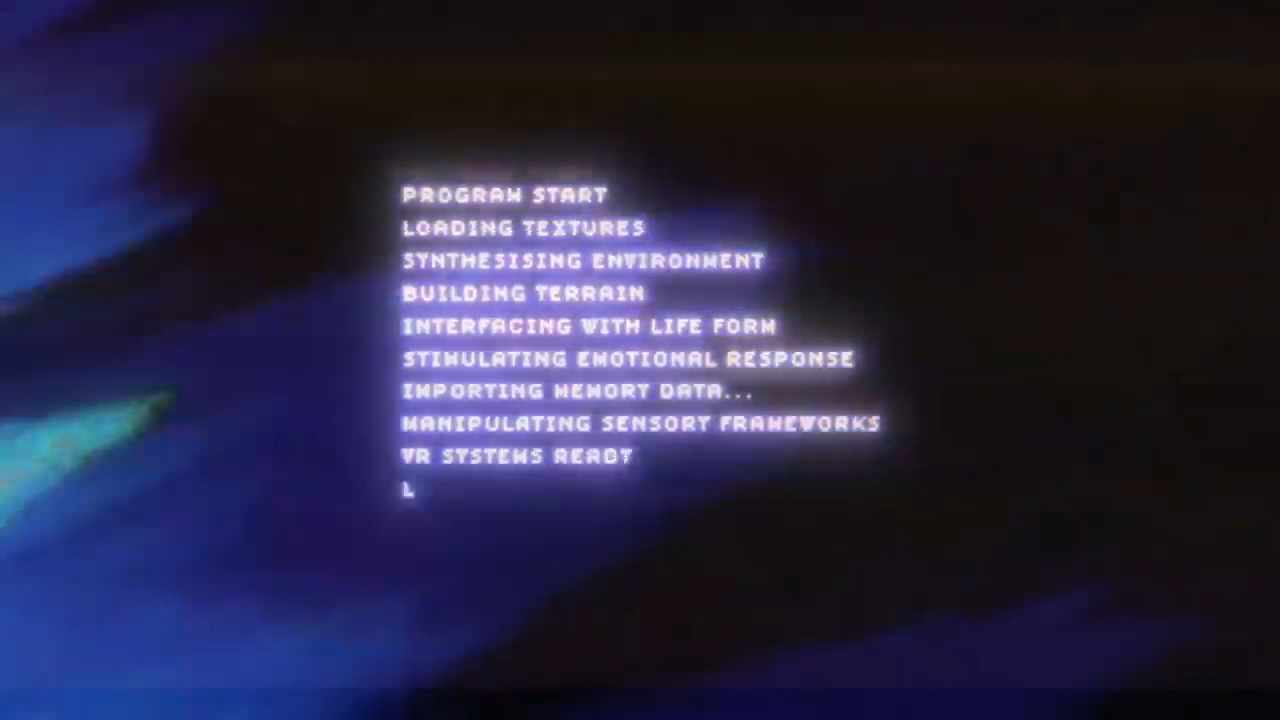 PROGRAM START
LOADING TEXTURES
SYNTHESISING ENVIRONMENT
BUILDING TERRAIN
INTERFACING WITH LIFE FORM
STIMULATING EMOTIONAL RESPONSE
IMPORTING MEMORY DATA...
MANIPULATING SENSORY FRAMEWORKS
VR SYSTEMS READY
L